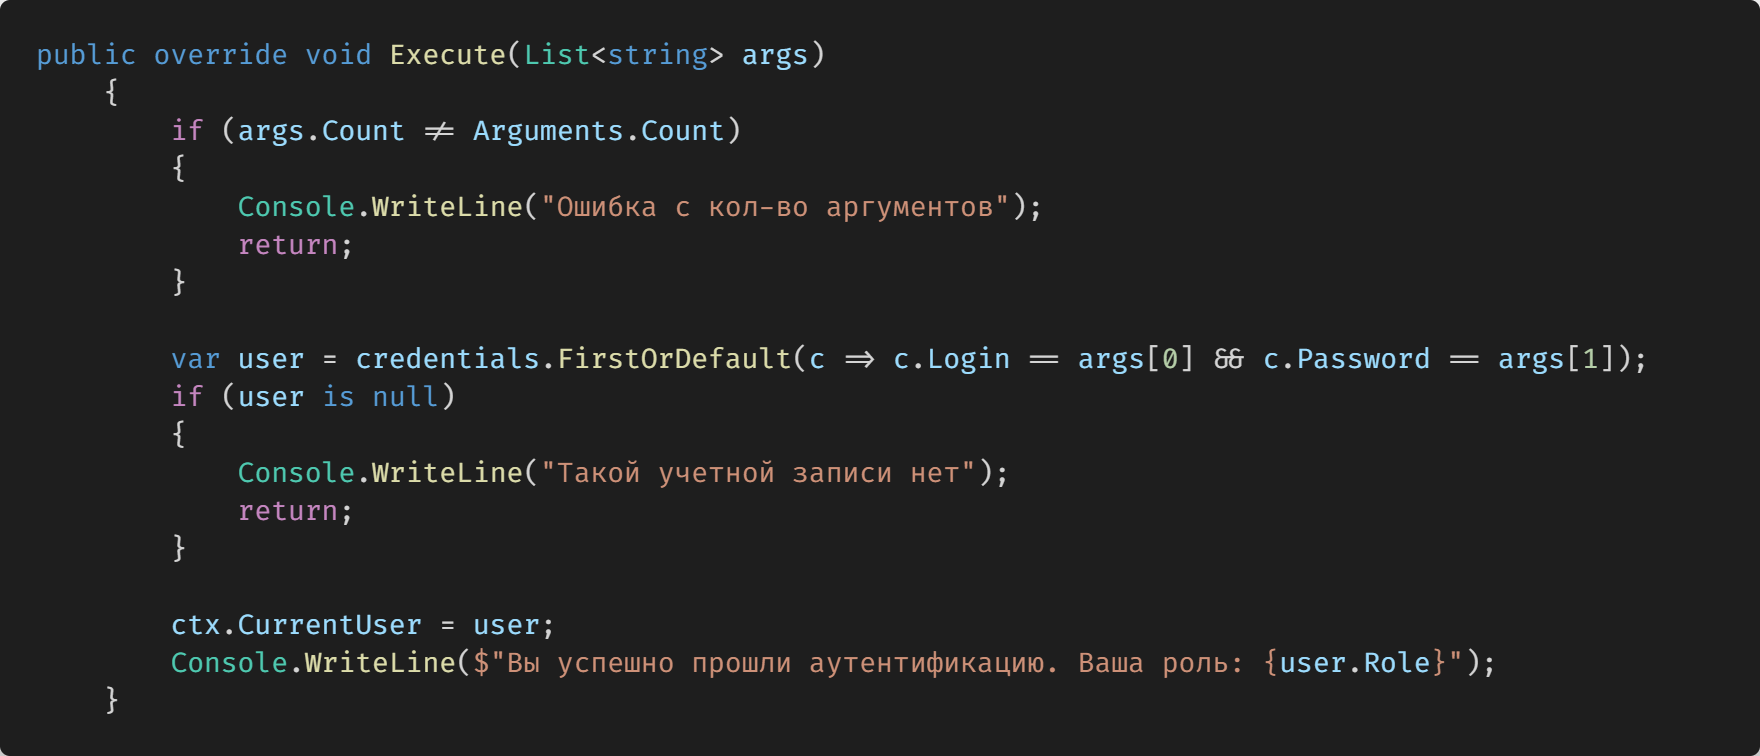 public override void Execute(List<string> args)
    {
        if (args.Count != Arguments.Count)
        {
            Console.WriteLine("Ошибка с кол-во аргументов");
            return;
        }

        var user = credentials.FirstOrDefault(c => c.Login == args[0] && c.Password == args[1]);
        if (user is null)
        {
            Console.WriteLine("Такой учетной записи нет");
            return;
        }

        ctx.CurrentUser = user;
        Console.WriteLine($"Вы успешно прошли аутентификацию. Ваша роль: {user.Role}");
    }